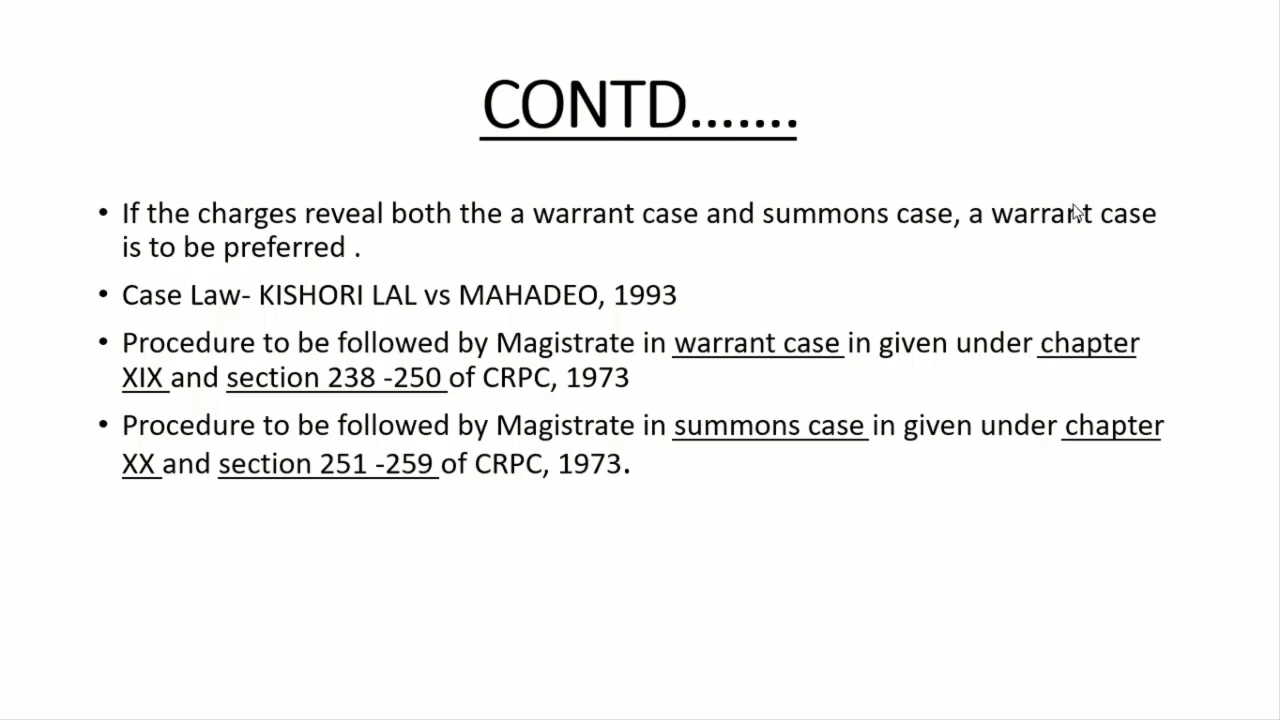 CONTD.......
• If the charges reveal both the a warrant case and summons case, a warrant case
is to be preferred .
• Case Law- KISHORI LAL vs MAHADEO, 1993
• Procedure to be followed by Magistrate in warrant case in given under chapter
XIX and section 238 -250 of CRPC, 1973
• Procedure to be followed by Magistrate in summons case in given under chapter
XX and section 251 -259 of CRPC, 1973.